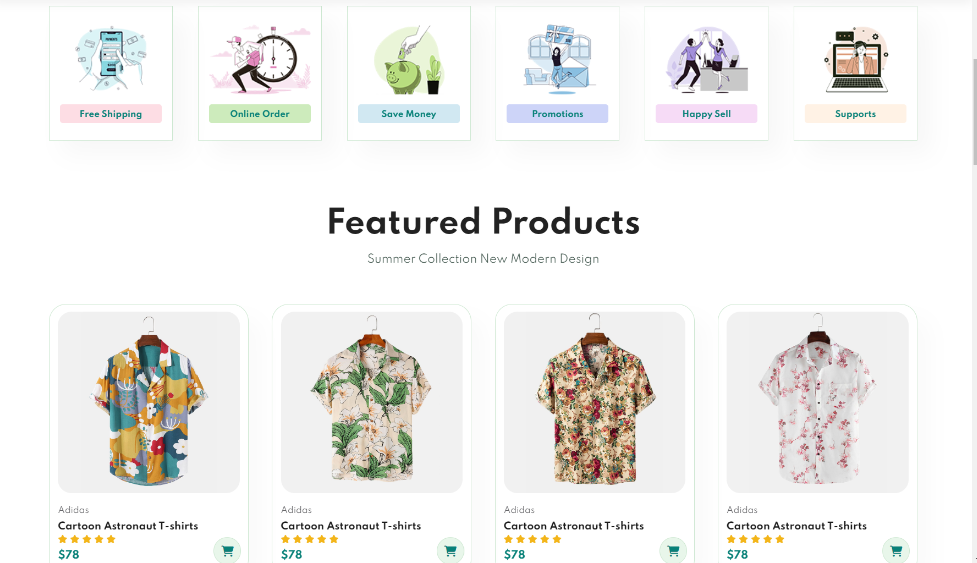 Free Shipping
Online Order
Save Money
Promotions
Happy Sell
Supports
Featured Products
Summer Collection New Modern Design
Adidas
Cartoon Astronaut T-shirts
$78
Adidas
Cartoon Astronaut T-shirts
$78
Adidas
Cartoon Astronaut T-shirts
$78
Adidas
Cartoon Astronaut T-shirts
$78